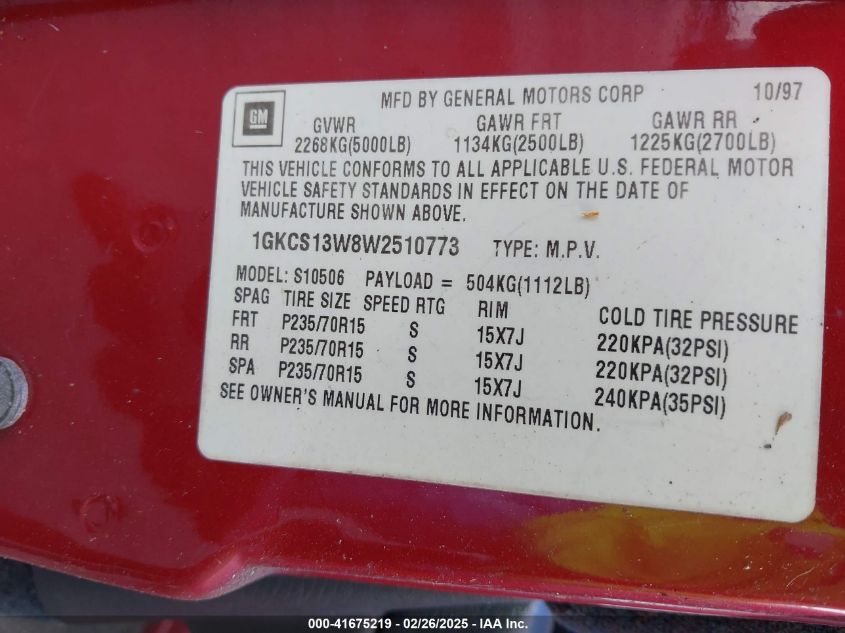 GM
MFD BY GENERAL MOTORS CORP 10/97
GVWR GAWR FRT GAWR RR
2268KG(5000LB) 1134KG(2500LB) 1225KG(2700LB)
THIS VEHICLE CONFORMS TO ALL APPLICABLE U.S. FEDERAL MOTOR
VEHICLE SAFETY STANDARDS IN EFFECT ON THE DATE OF
MANUFACTURE SHOWN ABOVE.
1GKCS13W8W2510773 TYPE: M.P.V.
MODEL: S10506 PAYLOAD = 504KG(1112LB)
SPAG TIRE SIZE SPEED RTG RIM COLD TIRE PRESSURE
FRT P235/70R15 S 15X7J 220KPA(32PSI)
RR P235/70R15 S 15X7J 220KPA(32PSI)
SPA P235/70R15 S 15X7J 240KPA(35PSI)
SEE OWNER'S MANUAL FOR MORE INFORMATION.
000-41675219 - 02/26/2025 - IAA Inc.